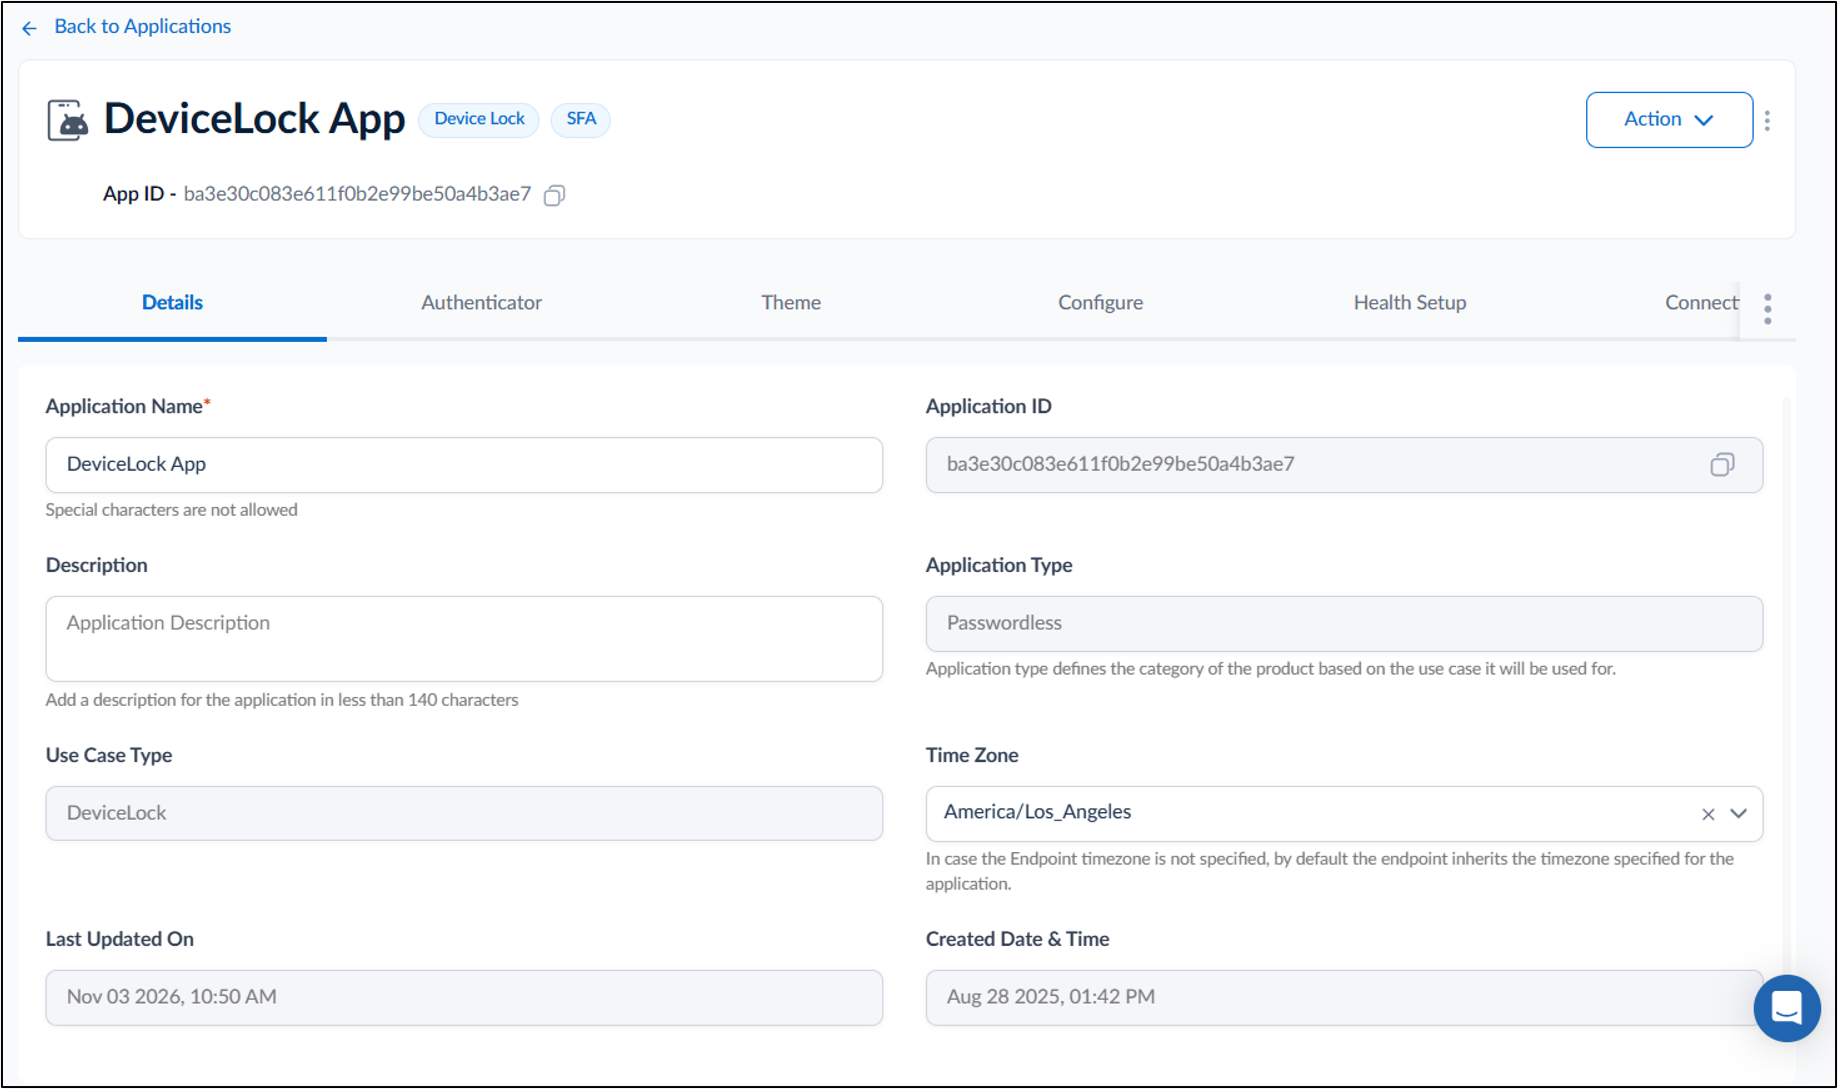 Back to Applications
DeviceLock App
Device Lock
SFA
Action
App ID - ba3e30c083e611f0b2e99be50a4b3ae7
Details
Authenticator
Theme
Configure
Health Setup
Connect
Application Name*
DeviceLock App
Special characters are not allowed
Application ID
ba3e30c083e611f0b2e99be50a4b3ae7
Description
Application Description
Add a description for the application in less than 140 characters
Application Type
Passwordless
Application type defines the category of the product based on the use case it will be used for.
Use Case Type
DeviceLock
Time Zone
America/Los_Angeles
In case the Endpoint timezone is not specified, by default the endpoint inherits the timezone specified for the
application.
Last Updated On
Nov 03 2026, 10:50 AM
Created Date & Time
Aug 28 2025, 01:42 PM